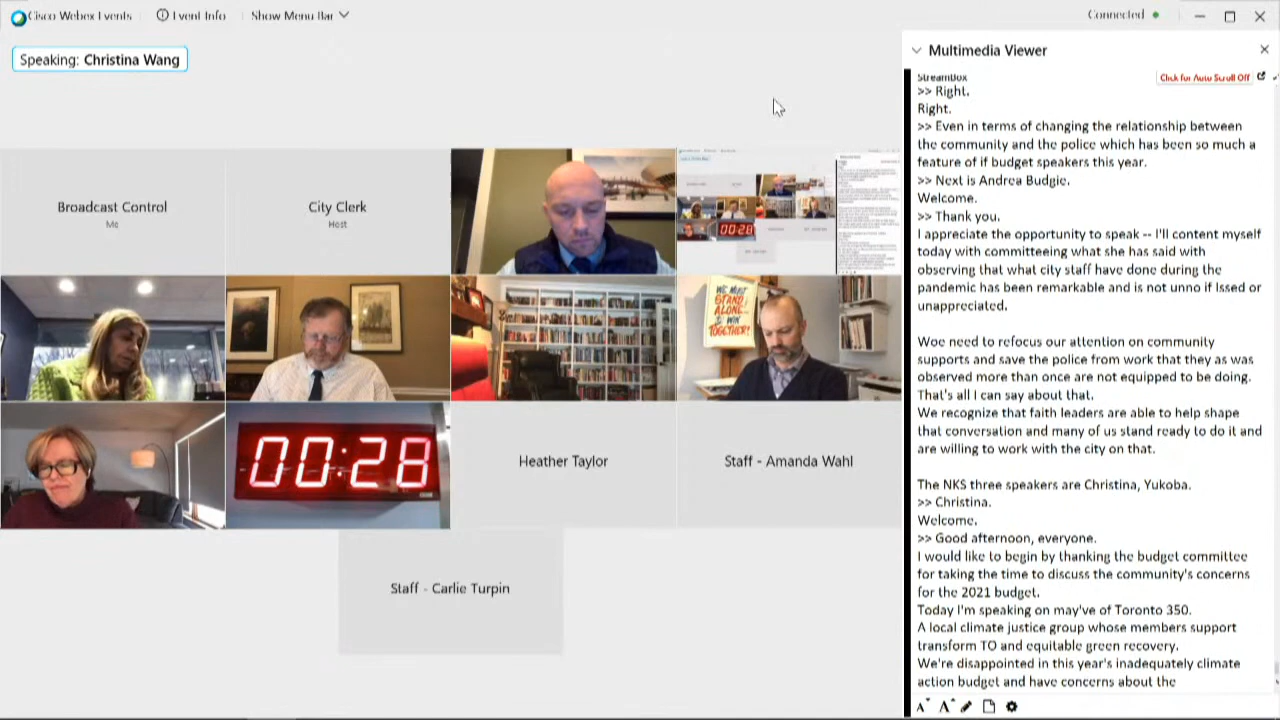 Cisco Webex Events
Event Info
Show Menu Bar
Connected
Speaking: Christina Wang
Broadcast Com
Me
City Clerk
Host
00:28
WE MUST
STAND
ALONE...
WIN
TOGETHER!
00:28
Heather Taylor
Staff - Amanda Wahl
Staff - Carlie Turpin
Multimedia Viewer
StreamBox
Click for Auto Scroll Off
>> Right.
Right.
>> Even in terms of changing the relationship between
the community and the police which has been so much a
feature of if budget speakers this year.
>> Next is Andrea Budgie.
Welcome.
>> Thank you.
I appreciate the opportunity to speak -- I'll content myself
today with committeeing what she has said with
observing that what city staff have done during the
pandemic has been remarkable and is not unno if Issed or
unappreciated.
Woe need to refocus our attention on community
supports and save the police from work that they as was
observed more than once are not equipped to be doing.
That's all I can say about that.
We recognize that faith leaders are able to help shape
that conversation and many of us stand ready to do it and
are willing to work with the city on that.
The NKS three speakers are Christina, Yukoba.
>> Christina.
Welcome.
>> Good afternoon, everyone.
I would like to begin by thanking the budget committee
for taking the time to discuss the community's concerns
for the 2021 budget.
Today I'm speaking on may've of Toronto 350.
A local climate justice group whose members support
transform TO and equitable green recovery.
We're disappointed in this year's inadequately climate
action budget and have concerns about the